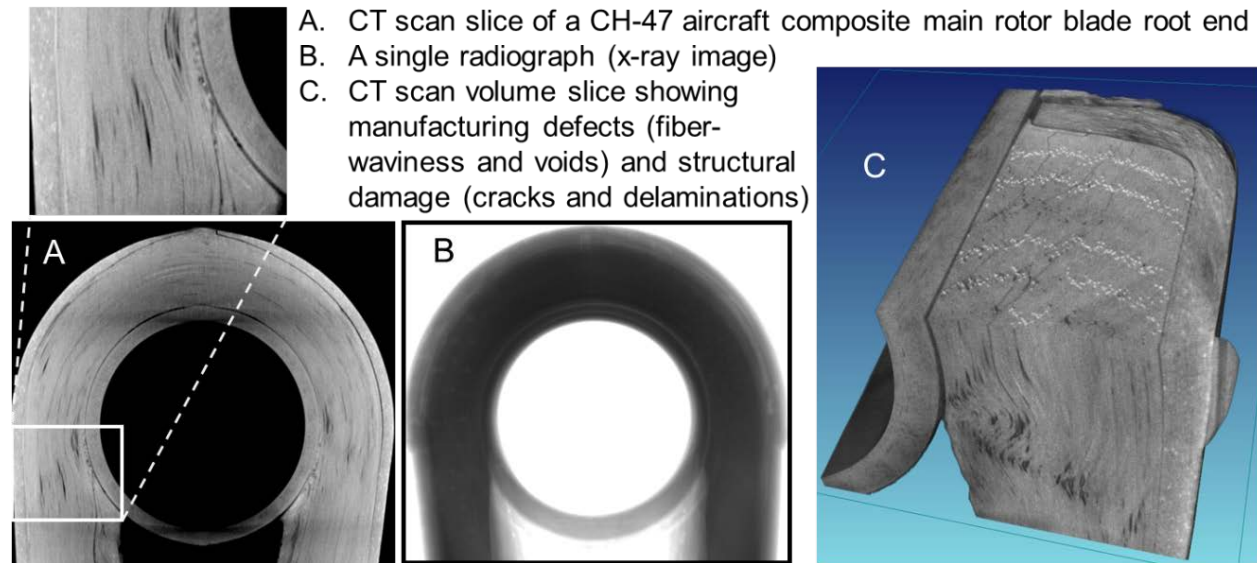 A. CT scan slice of a CH-47 aircraft composite main rotor blade root end
B. A single radiograph (x-ray image)
C. CT scan volume slice showing
manufacturing defects (fiber-
waviness and voids) and structural
damage (cracks and delaminations)
A
B
C